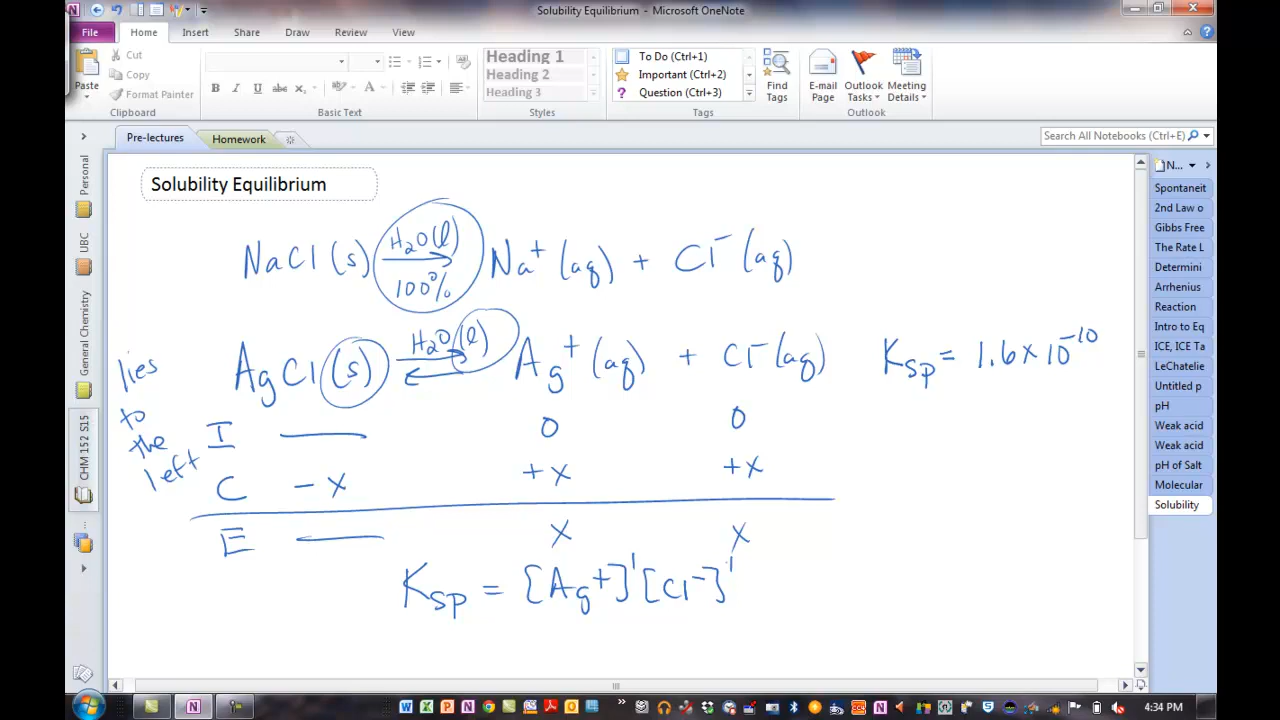 Solubility Equilibrium - Microsoft OneNote
File Home Insert Share Draw Review View
Paste Cut Copy Format Painter
B I U abc
Heading 1
Heading 2
Heading 3
To Do (Ctrl+1)
Important (Ctrl+2)
Question (Ctrl+3)
Find Tags
E-mail Page
Outlook Tasks
Meeting Details
Clipboard Basic Text Styles Tags Outlook
Pre-lectures Homework
Search All Notebooks (Ctrl+E)
Personal
UBC
General Chemistry
CHM 152 S15
N...
Spontaneit
2nd Law o
Gibbs Free
The Rate L
Determini
Arrhenius
Reaction
Intro to Eq
ICE, ICE Ta
LeChatelie
Untitled p
pH
Weak acid
Weak acid
pH of Salt
Molecular
Solubility
Solubility Equilibrium
NaCl(s) H₂O(l) → 100% Na⁺(aq) + Cl⁻(aq)
AgCl(s) H₂O(l) ⇌ Ag⁺(aq) + Cl⁻(aq) Ksp = 1.6 x 10⁻¹⁰
lies
to
the
left
I — 0 0
C -x +x +x
E — x x
Ksp = [Ag⁺]¹[Cl⁻]¹
4:34 PM